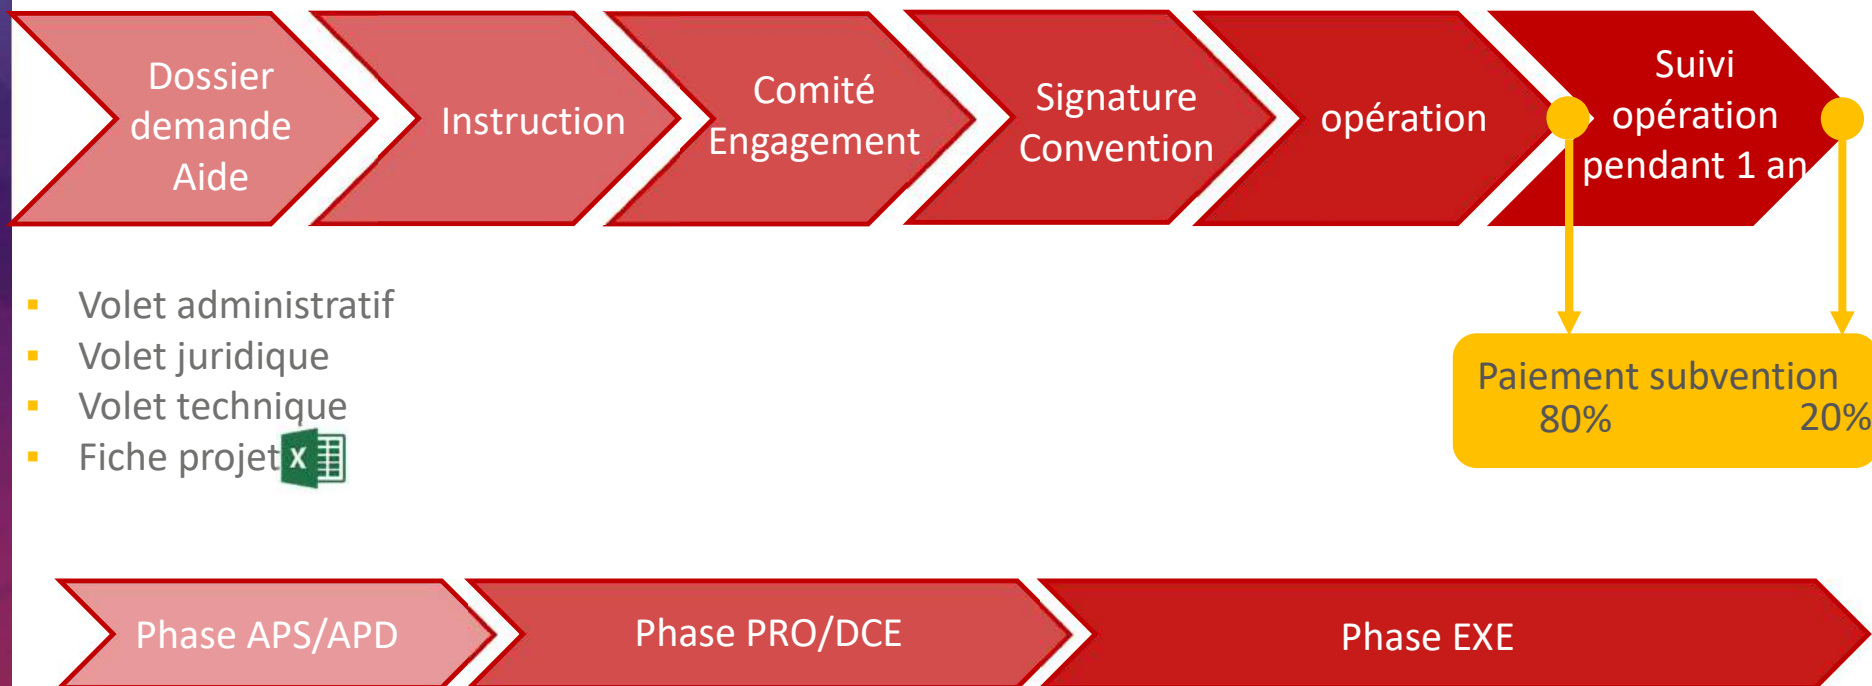 Dossier
demande
Aide
Instruction
Comité
Engagement
Signature
Convention
opération
Suivi
opération
pendant 1 an
▪ Volet administratif
▪ Volet juridique
▪ Volet technique
▪ Fiche projet
Paiement subvention
80% 20%
Phase APS/APD
Phase PRO/DCE
Phase EXE